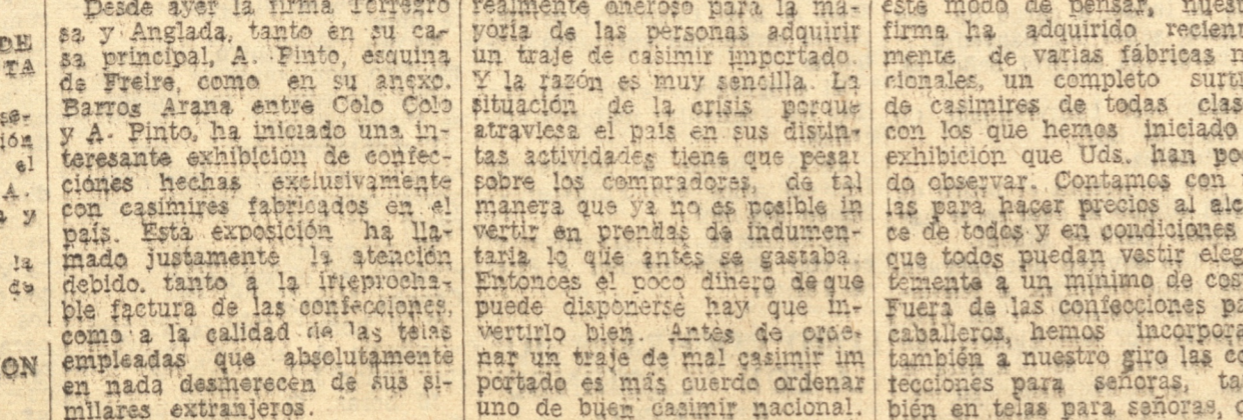 DE
TA
se-
ión
el
A.
a y
la
de
ON
Desde ayer la firma Torregro
sa y Anglada, tanto en su ca-
sa principal, A. Pinto, esquina
de Freire, como en su anexo.
Barros Arana entre Colo Colo
y A. Pinto, ha iniciado una in-
teresante exhibición de confec-
ciones hechas exclusivamente
con casimires fabricados en el
país. Esta exposición ha lla-
mado justamente la atención
debido. tanto a la irreprocha-
ble factura de las confecciones,
como a la calidad de las telas
empleadas que absolutamente
en nada desmerecen de sus si-
milares extranjeros.
realmente oneroso para la ma-
yoría de las personas adquirir
un traje de casimir importado.
Y la razón es muy sencilla. La
situación de la crisis porque
atraviesa el país en sus distin-
tas actividades tiene que pesar
sobre los compradores, de tal
manera que ya no es posible in
vertir en prendas de indumen-
taria lo que antes se gastaba.
Entonces el poco dinero de que
puede disponerse hay que in-
vertirlo bien. Antes de orde-
nar un traje de mal casimir im
portado es más cuerdo ordenar
uno de buen casimir nacional.
este modo de pensar, nuest
firma ha adquirido recien
mente de varias fábricas n
cionales, un completo surt
de casimires de todas clas
con los que hemos iniciado
exhibición que Uds. han po
do observar. Contamos con
las para hacer precios al alc
ce de todos y en condiciones
que todos puedan vestir eleg
temente a un mínimo de cos
Fuera de las confecciones pa
caballeros, hemos incorpora
también a nuestro giro las co
fecciones para señoras, ta
bién en telas para señoras,